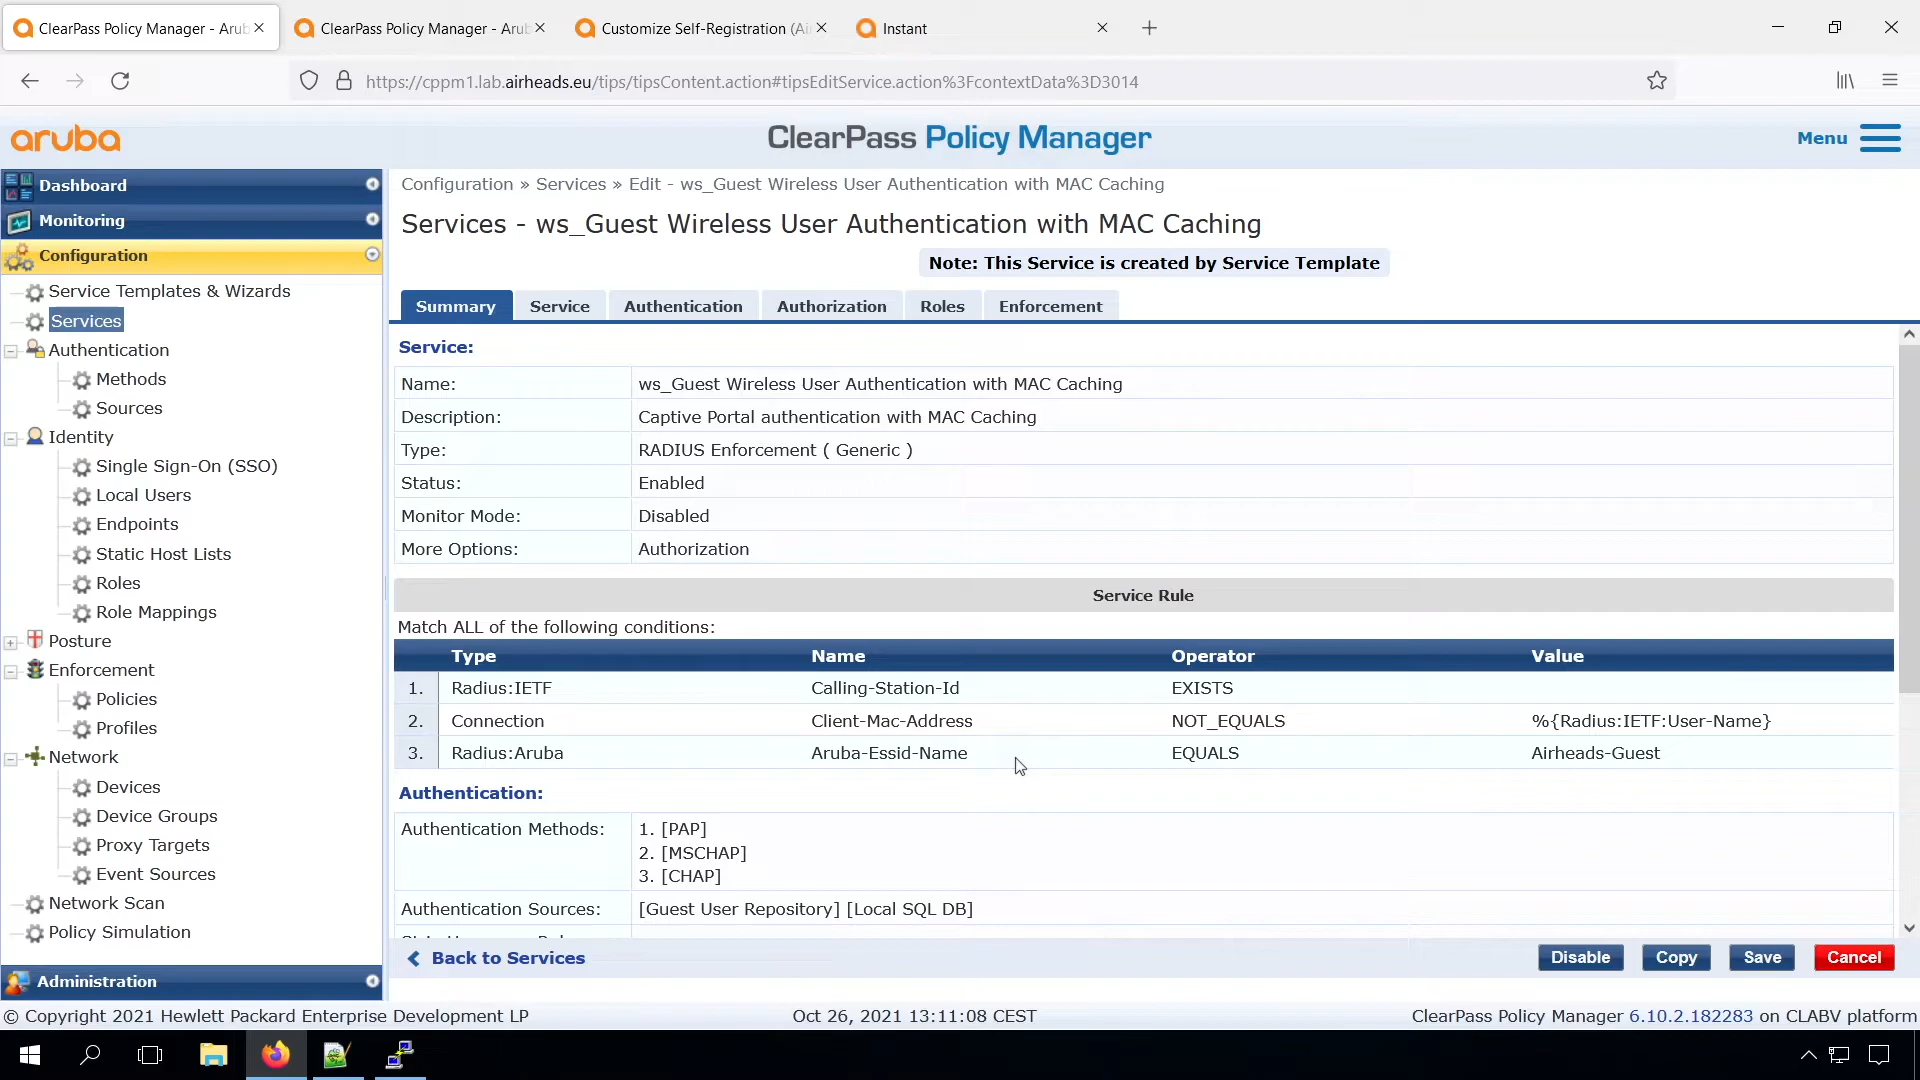 ClearPass Policy Manager - Arub
ClearPass Policy Manager - Arub
Customize Self-Registration (Ai
Instant
https://cppm1.lab.airheads.eu/tips/tipsContent.action#tipsEditService.action%3FcontextData%3D3014
aruba
ClearPass Policy Manager
Menu
Dashboard
Monitoring
Configuration
Service Templates & Wizards
Services
Authentication
Methods
Sources
Identity
Single Sign-On (SSO)
Local Users
Endpoints
Static Host Lists
Roles
Role Mappings
Posture
Enforcement
Policies
Profiles
Network
Devices
Device Groups
Proxy Targets
Event Sources
Network Scan
Policy Simulation
Administration
Configuration » Services » Edit - ws_Guest Wireless User Authentication with MAC Caching
Services - ws_Guest Wireless User Authentication with MAC Caching
Note: This Service is created by Service Template
Summary Service Authentication Authorization Roles Enforcement
Service:
Name: ws_Guest Wireless User Authentication with MAC Caching
Description: Captive Portal authentication with MAC Caching
Type: RADIUS Enforcement ( Generic )
Status: Enabled
Monitor Mode: Disabled
More Options: Authorization
Service Rule
Match ALL of the following conditions:
Type Name Operator Value
1. Radius:IETF Calling-Station-Id EXISTS
2. Connection Client-Mac-Address NOT_EQUALS %{Radius:IETF:User-Name}
3. Radius:Aruba Aruba-Essid-Name EQUALS Airheads-Guest
Authentication:
Authentication Methods: 1. [PAP]
2. [MSCHAP]
3. [CHAP]
Authentication Sources: [Guest User Repository] [Local SQL DB]
Back to Services
Disable Copy Save Cancel
© Copyright 2021 Hewlett Packard Enterprise Development LP
Oct 26, 2021 13:11:08 CEST
ClearPass Policy Manager 6.10.2.182283 on CLABV platform